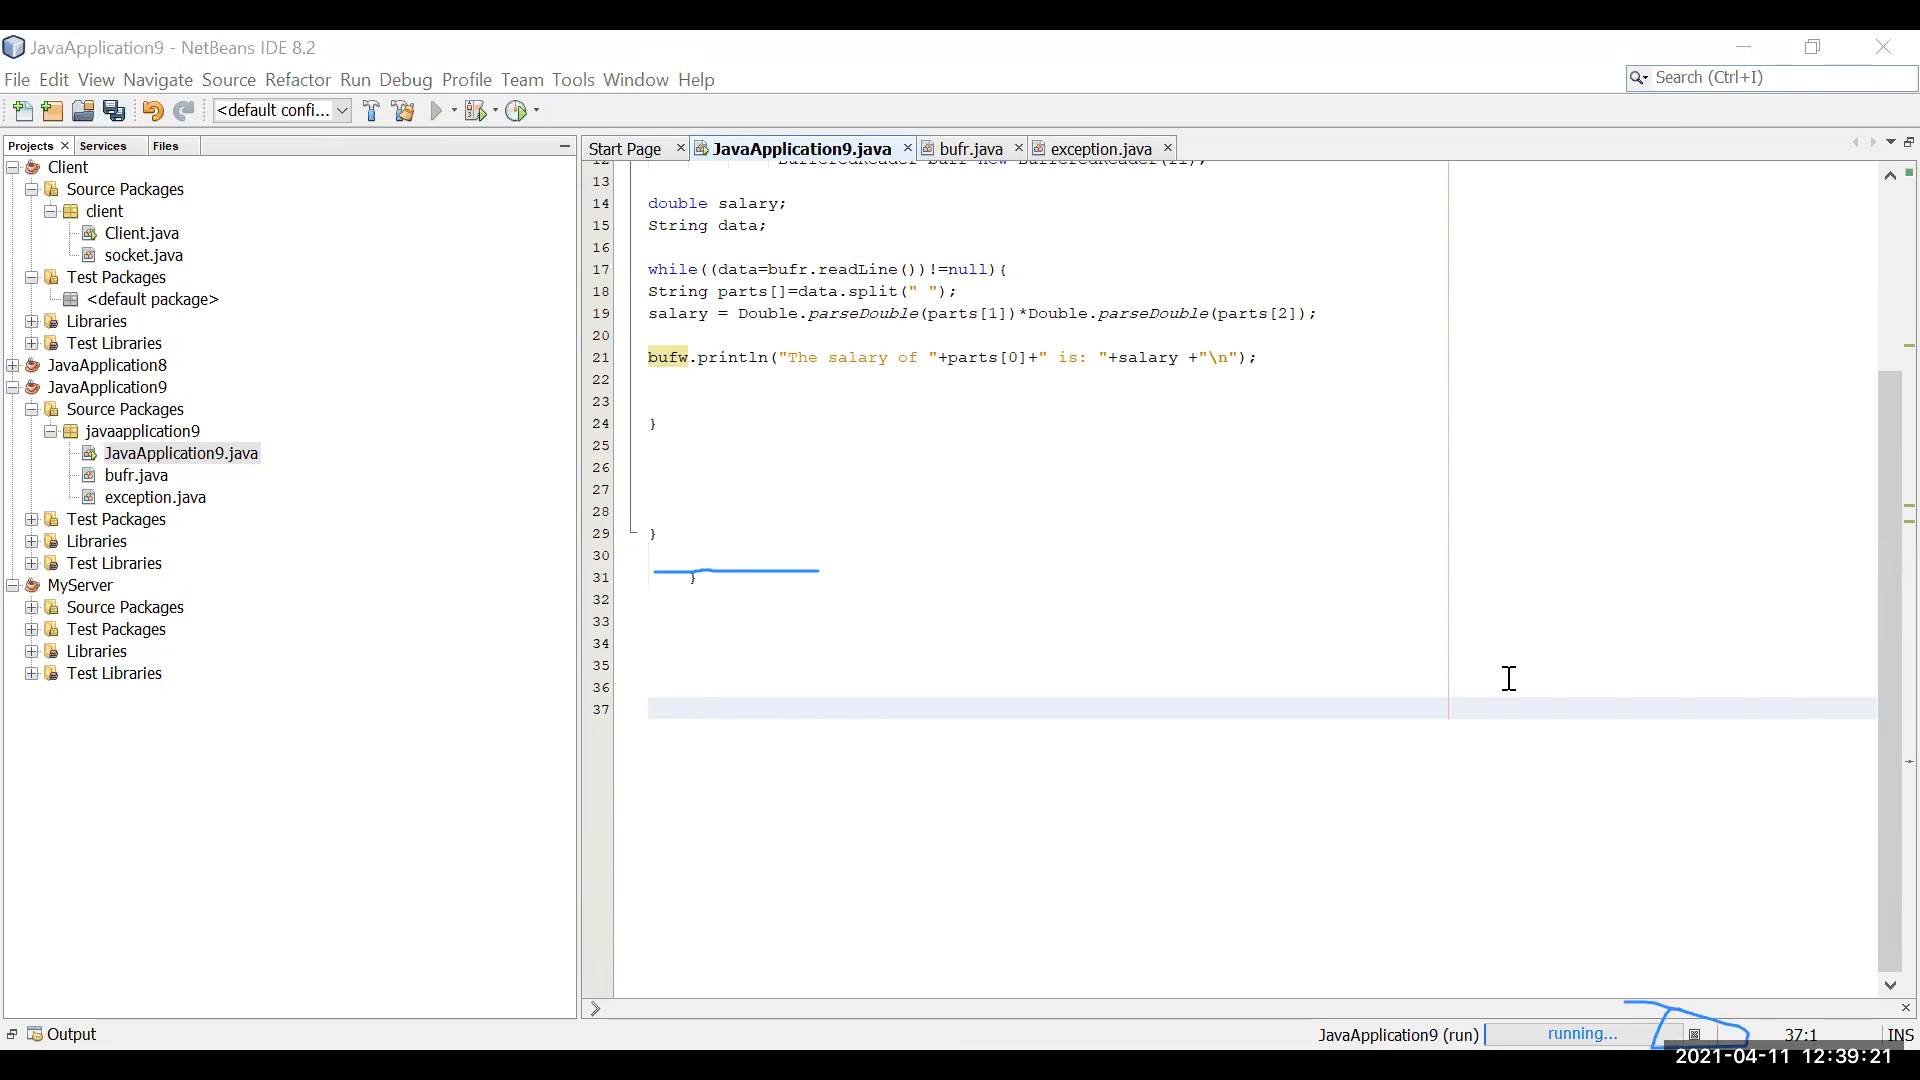 JavaApplication9 - NetBeans IDE 8.2
File Edit View Navigate Source Refactor Run Debug Profile Team Tools Window Help
Search (Ctrl+I)
<default confi...
Projects Services Files
Start Page JavaApplication9.java bufr.java exception.java
Client
Source Packages
client
Client.java
socket.java
Test Packages
<default package>
Libraries
Test Libraries
JavaApplication8
JavaApplication9
Source Packages
javaapplication9
JavaApplication9.java
bufr.java
exception.java
Test Packages
Libraries
Test Libraries
MyServer
Source Packages
Test Packages
Libraries
Test Libraries
13
14 double salary;
15 String data;
16
17 while((data=bufr.readLine())!=null){
18 String parts[]=data.split(" ");
19 salary = Double.parseDouble(parts[1])*Double.parseDouble(parts[2]);
20
21 bufw.println("The salary of "+parts[0]+" is: "+salary +"\n");
22
23
24 }
25
26
27
28
29 }
30
31 }
32
33
34
35
36
37
Output
JavaApplication9 (run) running... 37:1 INS
2021-04-11 12:39:21